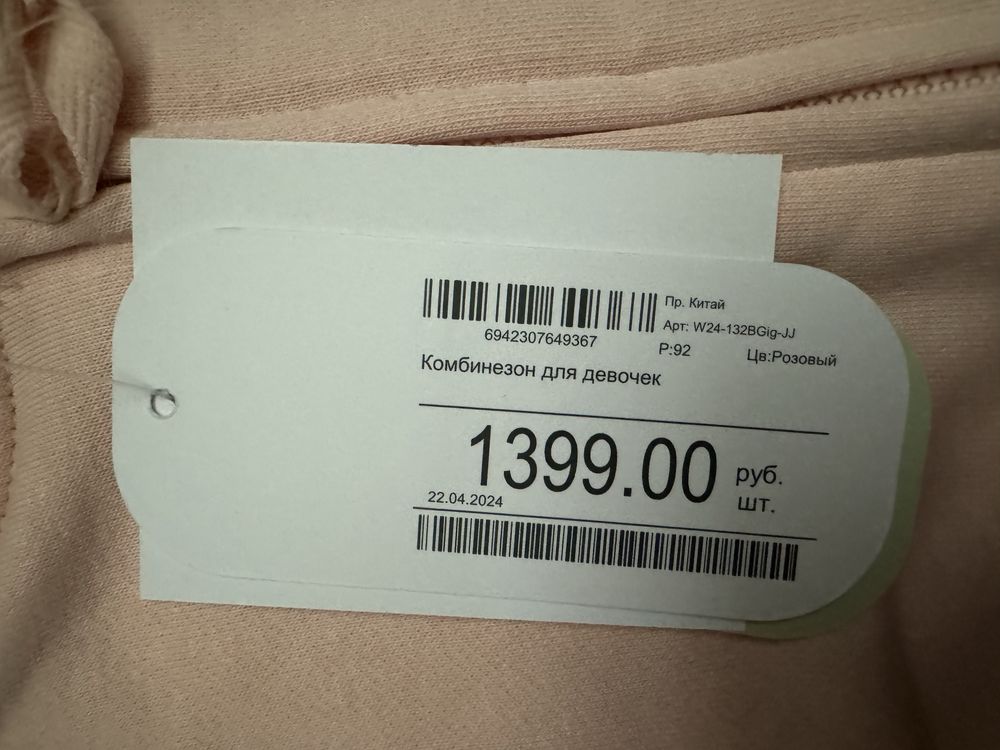 Пр. Китай
Арт: W24-132BGig-JJ
6942307649367
Р:92 Цв:Розовый
Комбинезон для девочек
1399.00 руб.
шт.
22.04.2024